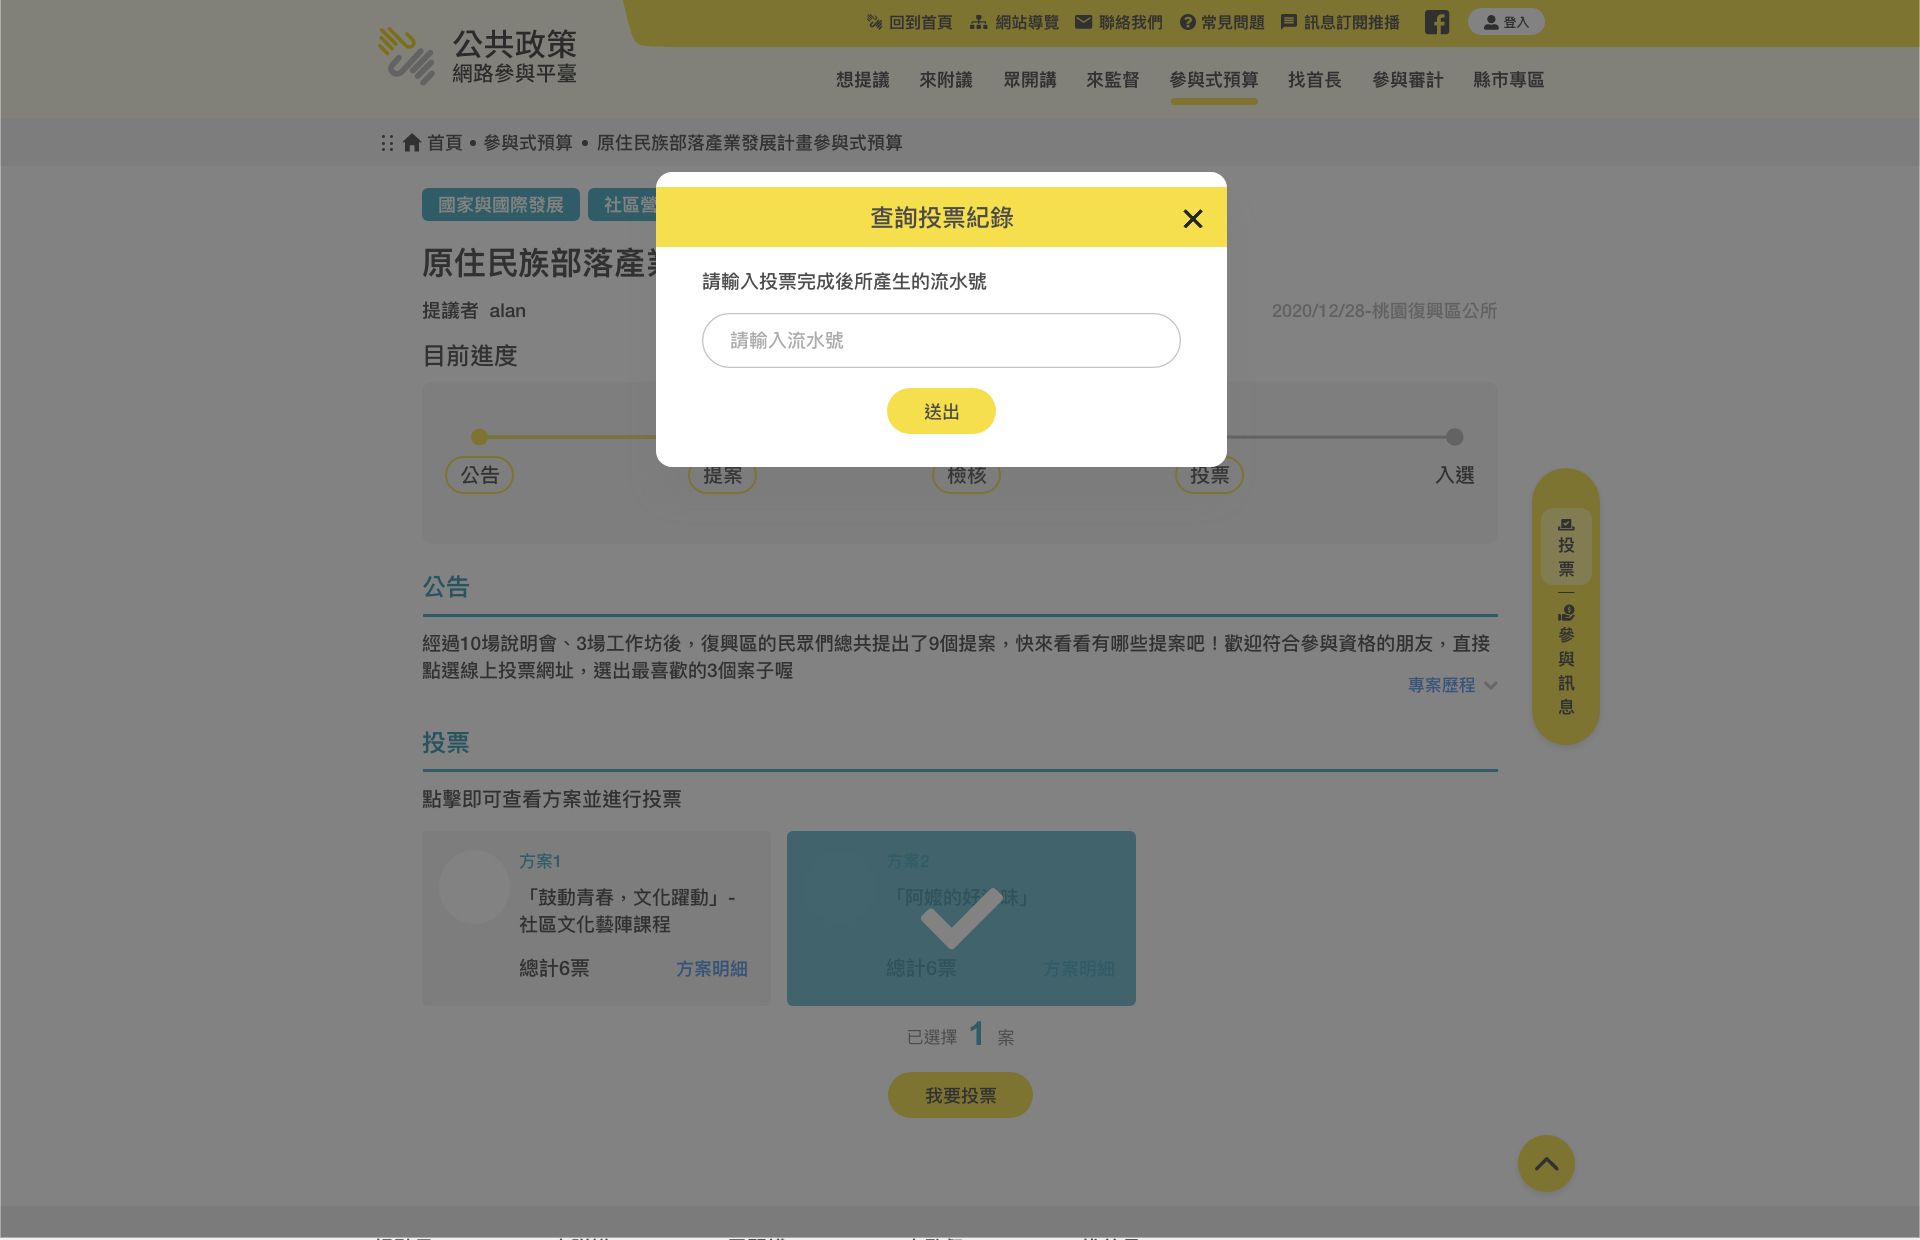 回到首頁 網站導覽 聯絡我們 常見問題 訊息訂閱推播 登入
公共政策
網路參與平臺
想提議 來附議 眾開講 來監督 參與式預算 找首長 參與審計 縣市專區
首頁 • 參與式預算 • 原住民族部落產業發展計畫參與式預算
國家與國際發展 社區營
查詢投票紀錄
原住民族部落產業
請輸入投票完成後所產生的流水號
提議者 alan
2020/12/28-桃園復興區公所
請輸入流水號
目前進度
送出
公告 提案 檢核 投票 入選
投票
參與訊息
公告
經過10場說明會、3場工作坊後，復興區的民眾們總共提出了9個提案，快來看看有哪些提案吧！歡迎符合參與資格的朋友，直接
點選線上投票網址，選出最喜歡的3個案子喔
專案歷程
投票
點擊即可查看方案並進行投票
方案1
「鼓動青春，文化躍動」-
社區文化藝陣課程
總計6票 方案明細
方案2
「阿嬤的好 味」
總計6票 方案明細
已選擇 1 案
我要投票